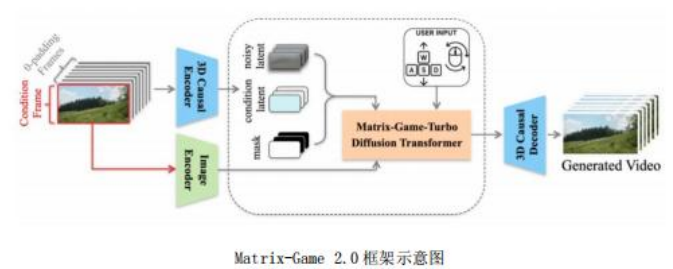 0-padding
Frames
Condition
Frame
3D Causal
Encoder
Image
Encoder
noisy
latent
condition
latent
mask
USER INPUT
W
A S D
Matrix-Game-Turbo
Diffusion Transformer
3D Causal
Decoder
Generated Video
Matrix-Game 2.0框架示意图